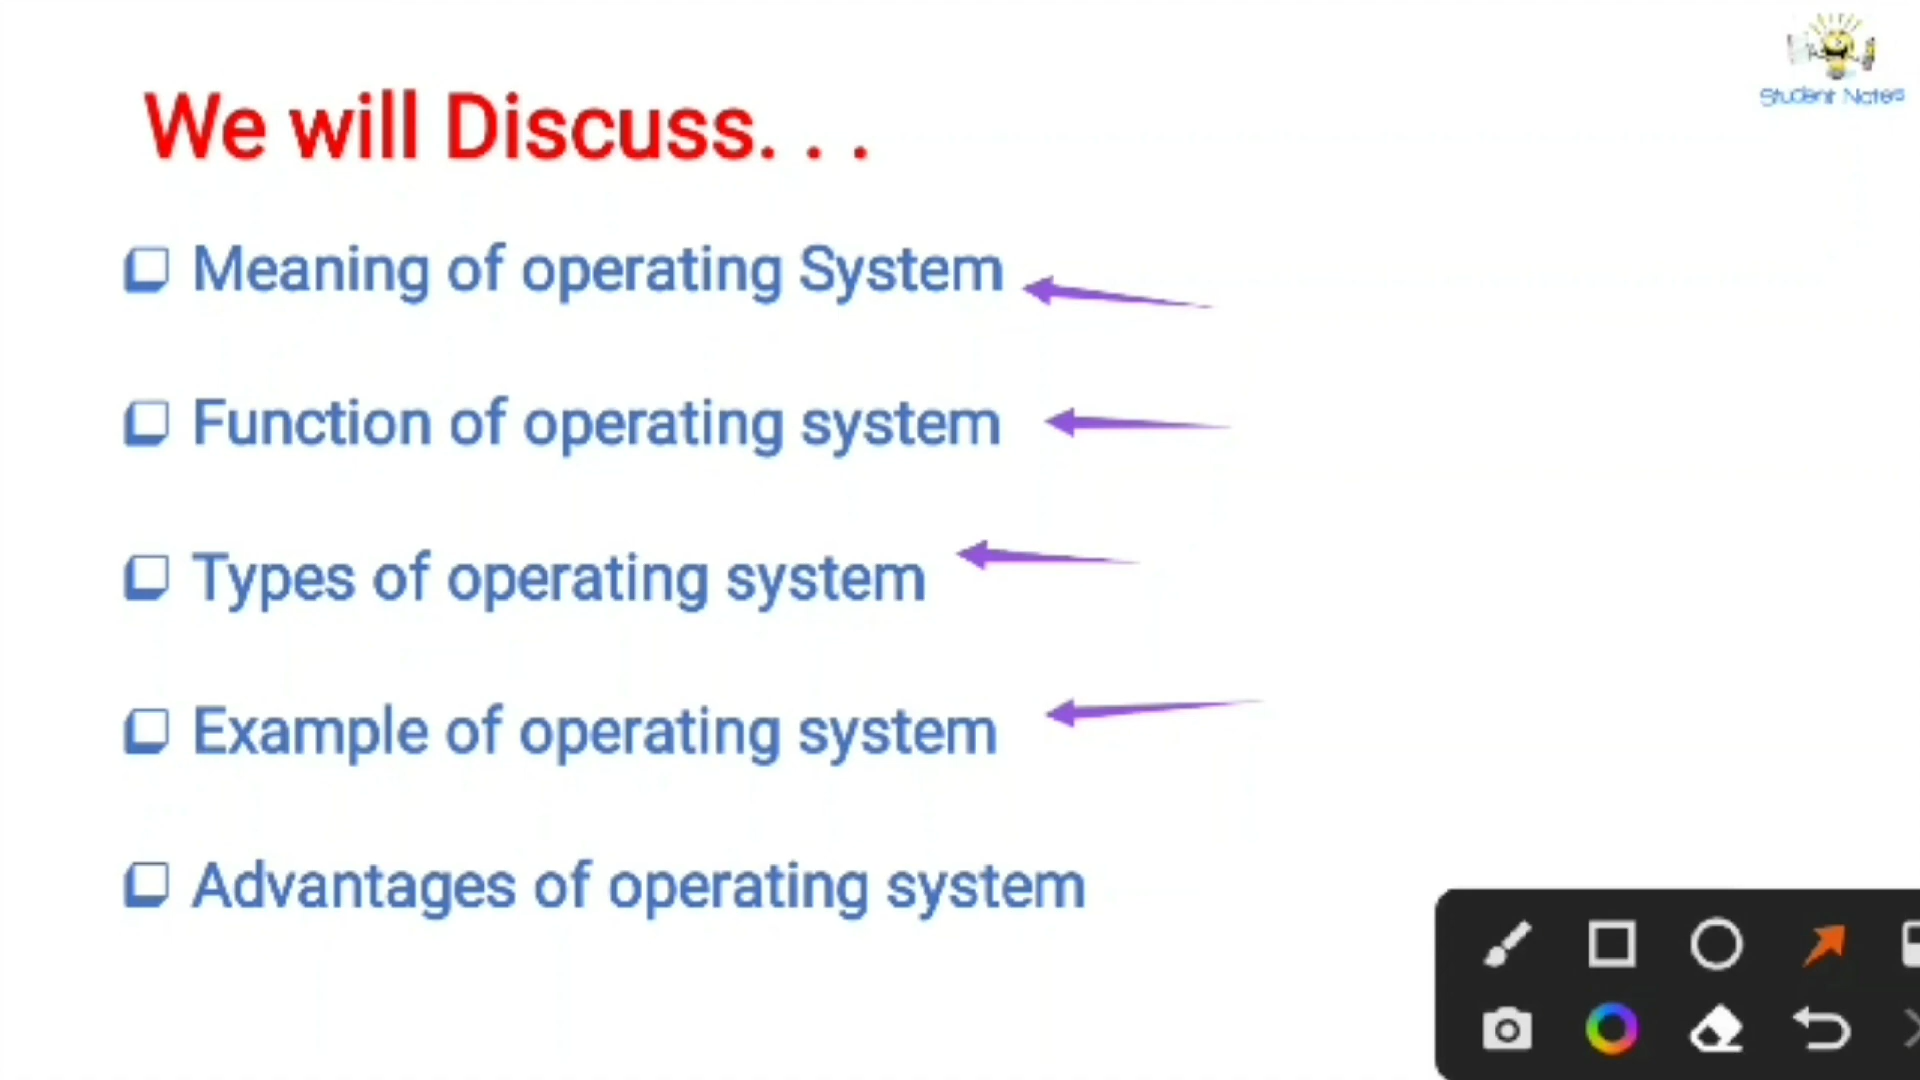 Student Notes
We will Discuss. . .
Meaning of operating System
Function of operating system
Types of operating system
Example of operating system
Advantages of operating system